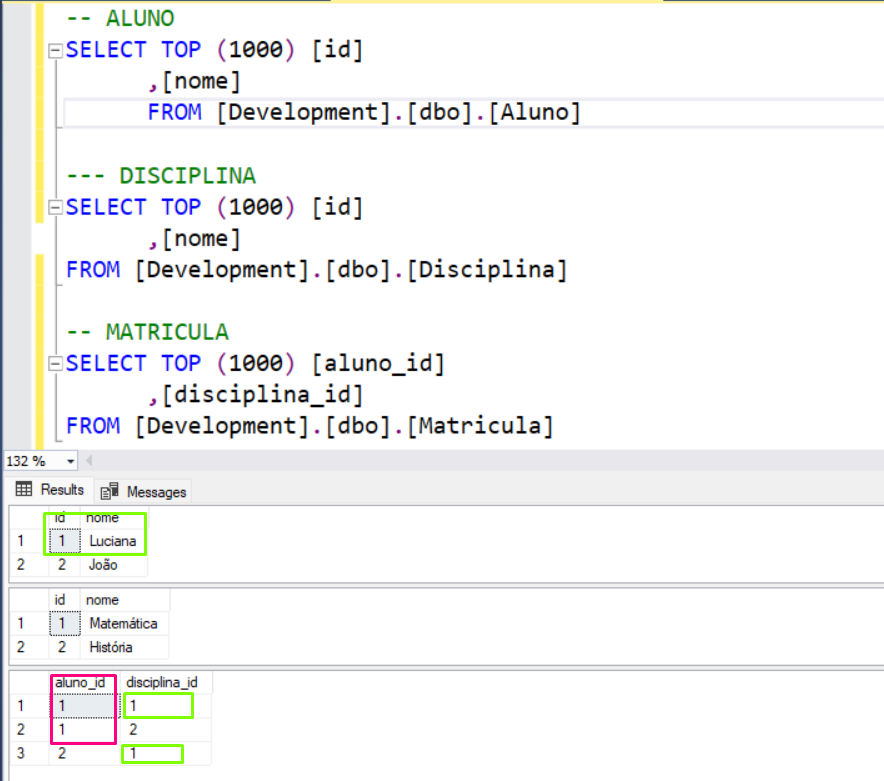 -- ALUNO
SELECT TOP (1000) [id]
,[nome]
FROM [Development].[dbo].[Aluno]
--- DISCIPLINA
SELECT TOP (1000) [id]
,[nome]
FROM [Development].[dbo].[Disciplina]
-- MATRICULA
SELECT TOP (1000) [aluno_id]
,[disciplina_id]
FROM [Development].[dbo].[Matricula]
132 %
Results Messages
id nome
1 1 Luciana
2 2 João
id nome
1 1 Matemática
2 2 História
aluno_id disciplina_id
1 1 1
2 1 2
3 2 1